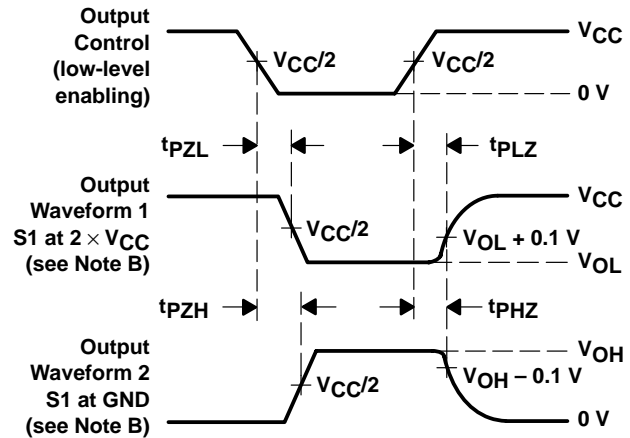 Output
Control
(low-level
enabling)
VCC/2
VCC/2
VCC
0 V
tPZL
tPLZ
Output
Waveform 1
S1 at 2 × VCC
(see Note B)
VCC/2
VCC
VOL + 0.1 V
VOL
tPZH
tPHZ
Output
Waveform 2
S1 at GND
(see Note B)
VCC/2
VOH
VOH – 0.1 V
0 V